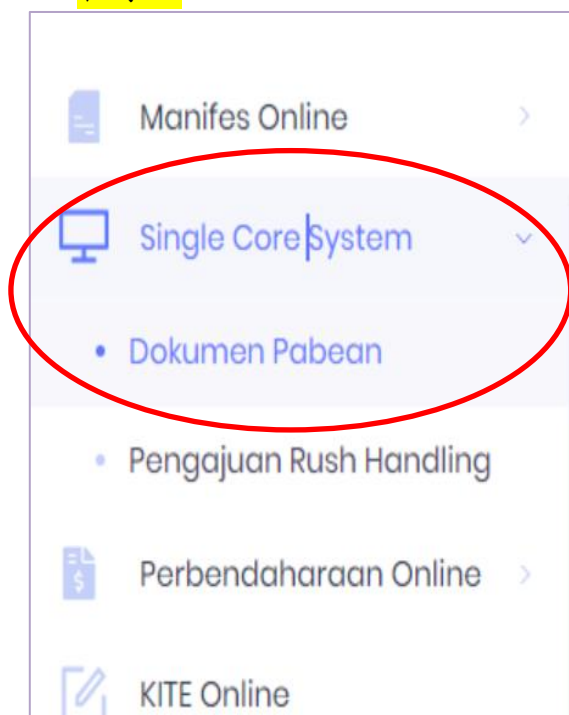 Manifes Online
Single Core System
Dokumen Pabean
Pengajuan Rush Handling
Perbendaharaan Online
KITE Online